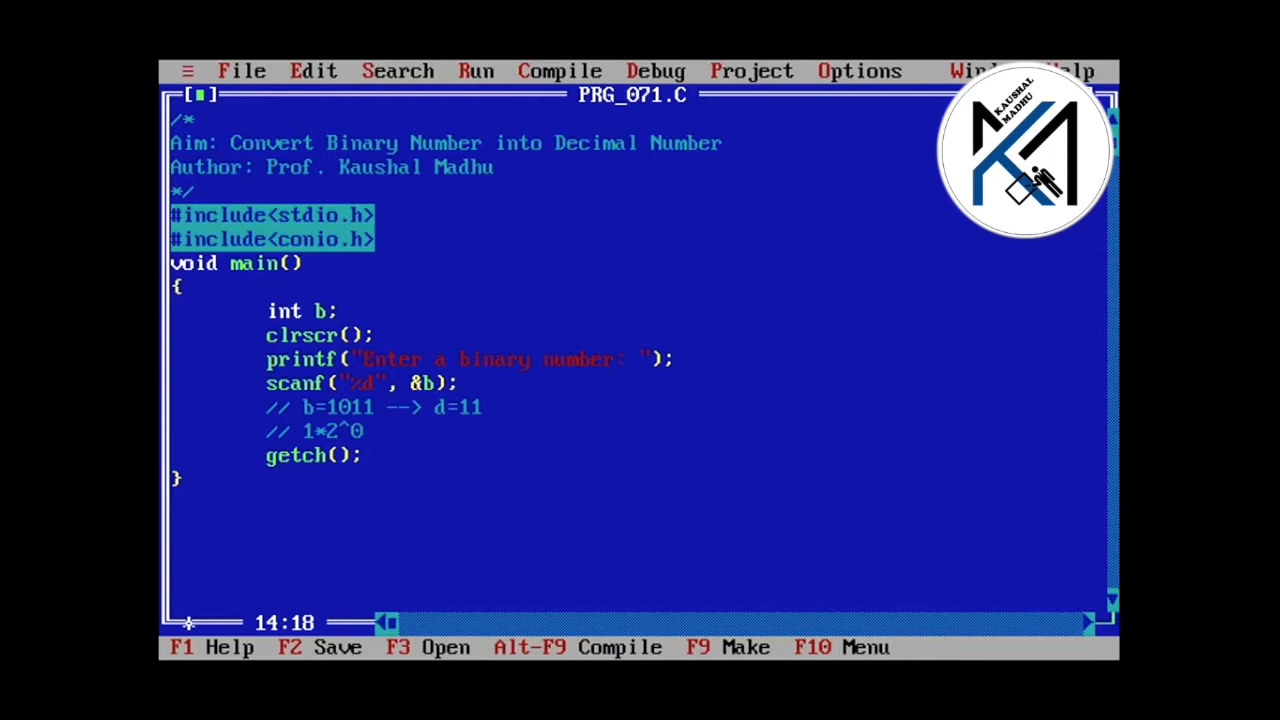 ≡ File Edit Search Run Compile Debug Project Options
[■] PRG_071.C
KAUSHAL
MADHU
/*
Aim: Convert Binary Number into Decimal Number
Author: Prof. Kaushal Madhu
*/
#include<stdio.h>
#include<conio.h>
void main()
{
int b;
clrscr();
printf("Enter a binary number: ");
scanf("%d", &b);
// b=1011 --> d=11
// 1*2^0
getch();
}
14:18
F1 Help F2 Save F3 Open Alt-F9 Compile F9 Make F10 Menu